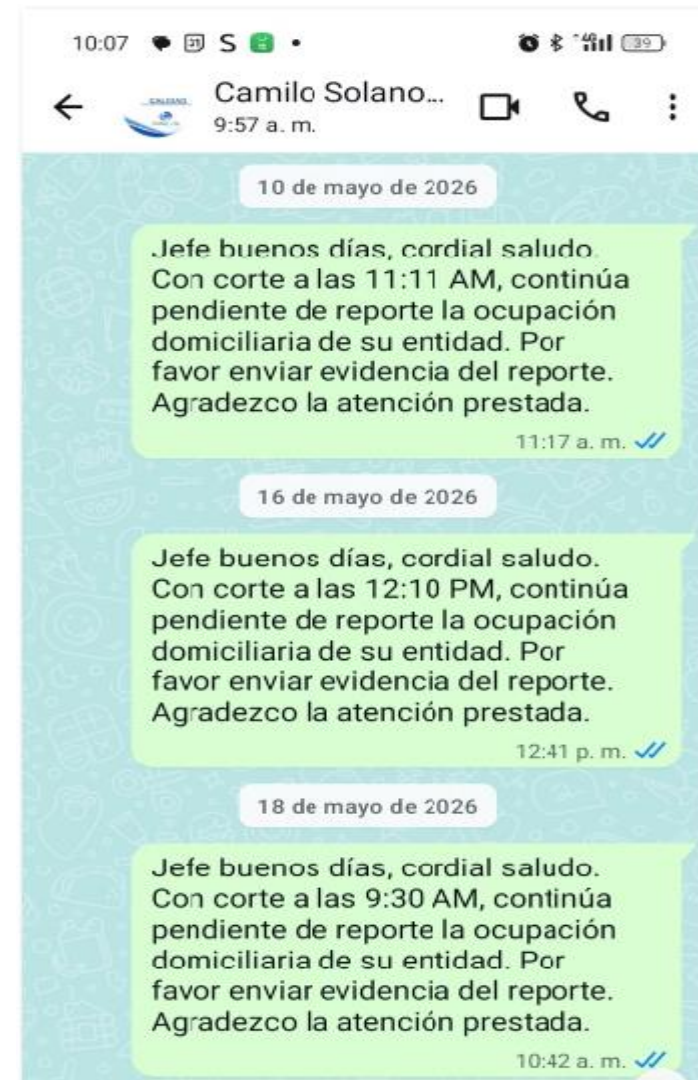 10:07 31 S 39
Camilo Solano...
9:57 a. m.
10 de mayo de 2026
Jefe buenos días, cordial saludo.
Con corte a las 11:11 AM, continúa
pendiente de reporte la ocupación
domiciliaria de su entidad. Por
favor enviar evidencia del reporte.
Agradezco la atención prestada.
11:17 a. m.
16 de mayo de 2026
Jefe buenos días, cordial saludo.
Con corte a las 12:10 PM, continúa
pendiente de reporte la ocupación
domiciliaria de su entidad. Por
favor enviar evidencia del reporte.
Agradezco la atención prestada.
12:41 p. m.
18 de mayo de 2026
Jefe buenos días, cordial saludo.
Con corte a las 9:30 AM, continúa
pendiente de reporte la ocupación
domiciliaria de su entidad. Por
favor enviar evidencia del reporte.
Agradezco la atención prestada.
10:42 a. m.